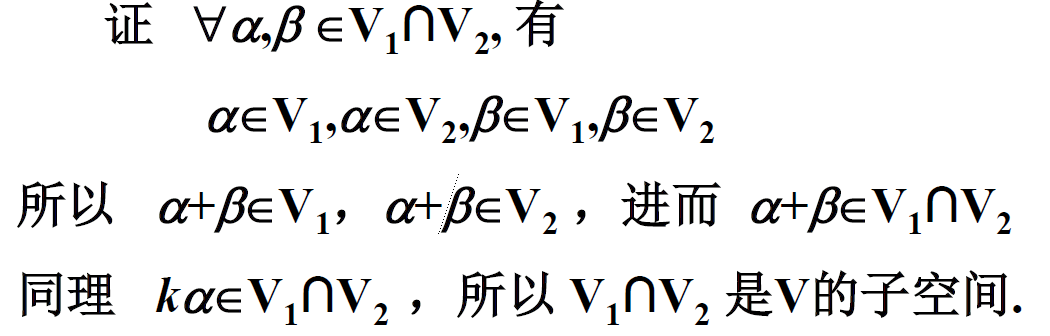 证 ∀α,β∈V₁∩V₂, 有
α∈V₁,α∈V₂,β∈V₁,β∈V₂
所以 α+β∈V₁，α+β∈V₂，进而 α+β∈V₁∩V₂
同理 kα∈V₁∩V₂，所以 V₁∩V₂ 是V的子空间.